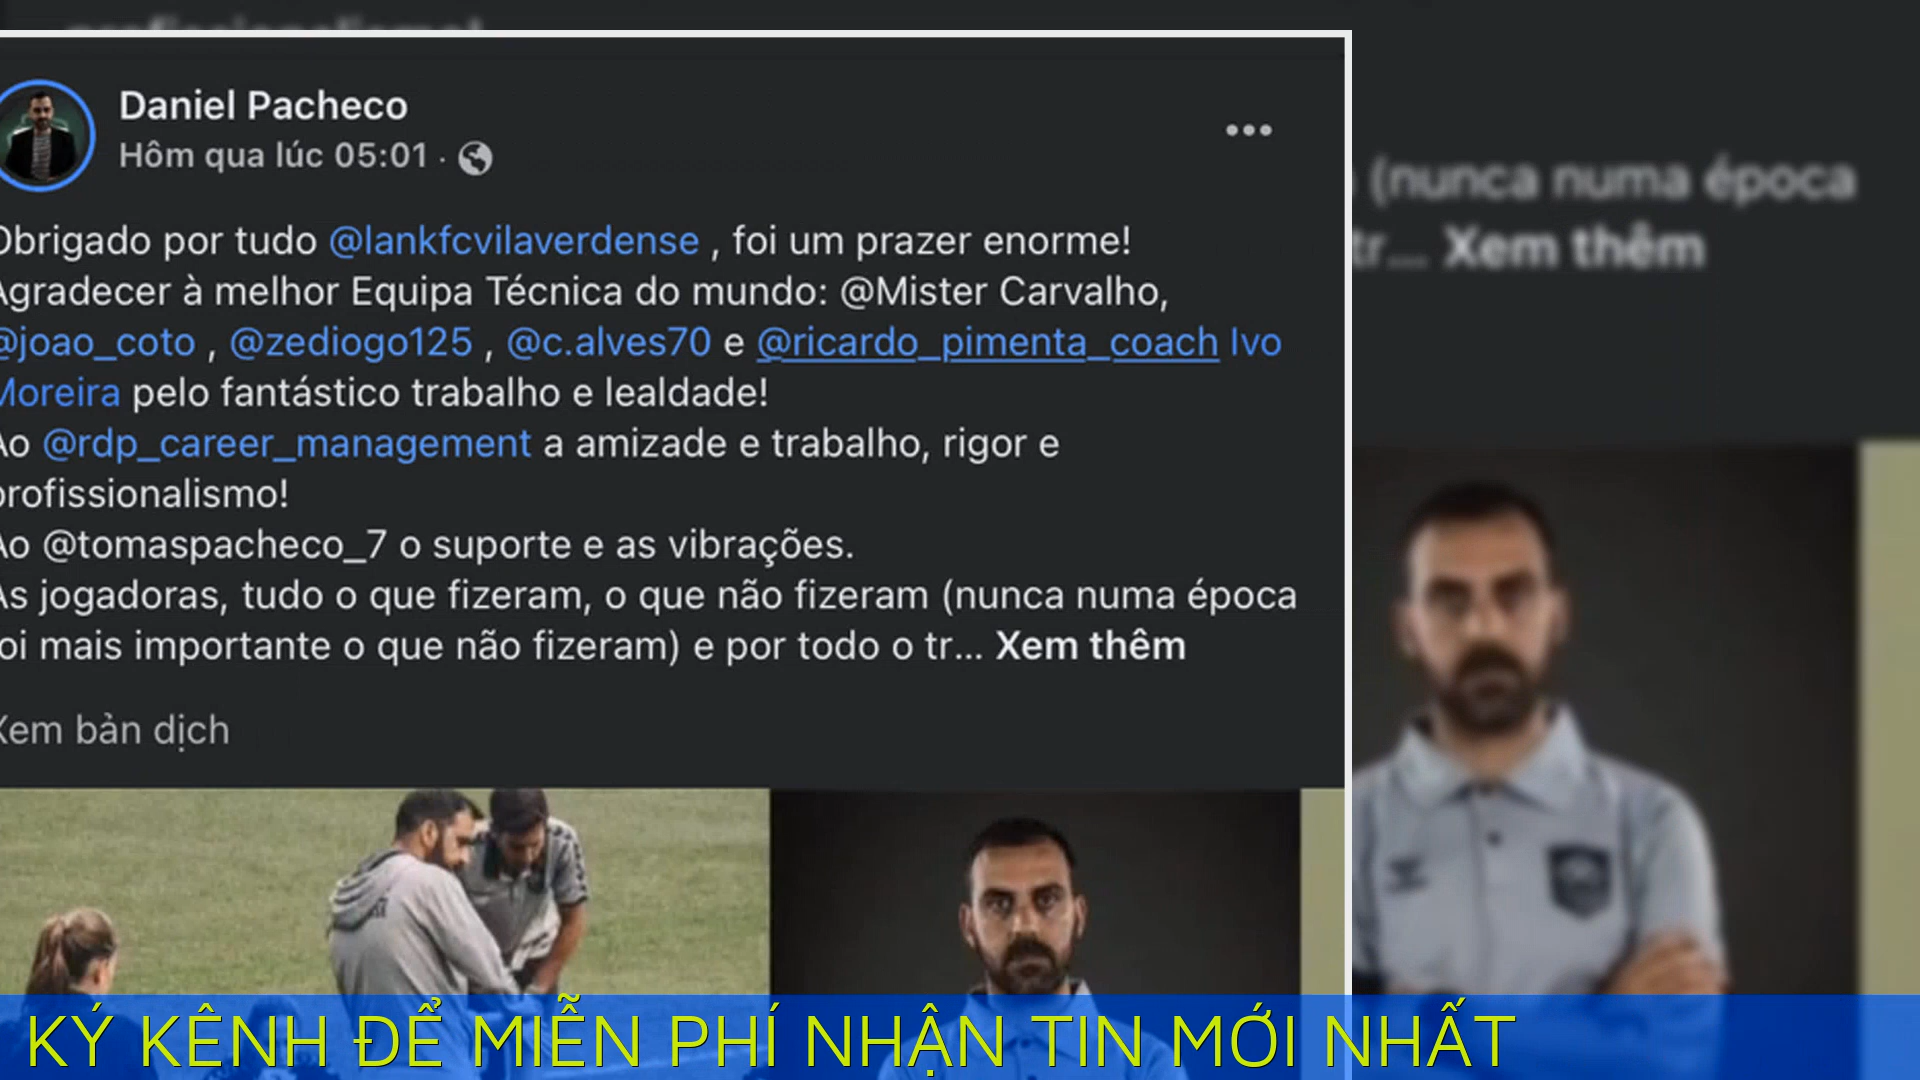 Daniel Pacheco
Hôm qua lúc 05:01 ·
Obrigado por tudo @lankfcvilaverdense , foi um prazer enorme!
Agradecer à melhor Equipa Técnica do mundo: @Mister Carvalho,
@joao_coto , @zediogo125 , @c.alves70 e @ricardo_pimenta_coach Ivo
Moreira pelo fantástico trabalho e lealdade!
Ao @rdp_career_management a amizade e trabalho, rigor e
profissionalismo!
Ao @tomaspacheco_7 o suporte e as vibrações.
As jogadoras, tudo o que fizeram, o que não fizeram (nunca numa época
foi mais importante o que não fizeram) e por todo o tr... Xem thêm
Xem bản dịch
(nunca numa época
tr... Xem thêm
KÝ KÊNH ĐỂ MIỄN PHÍ NHẬN TIN MỚI NHẤT